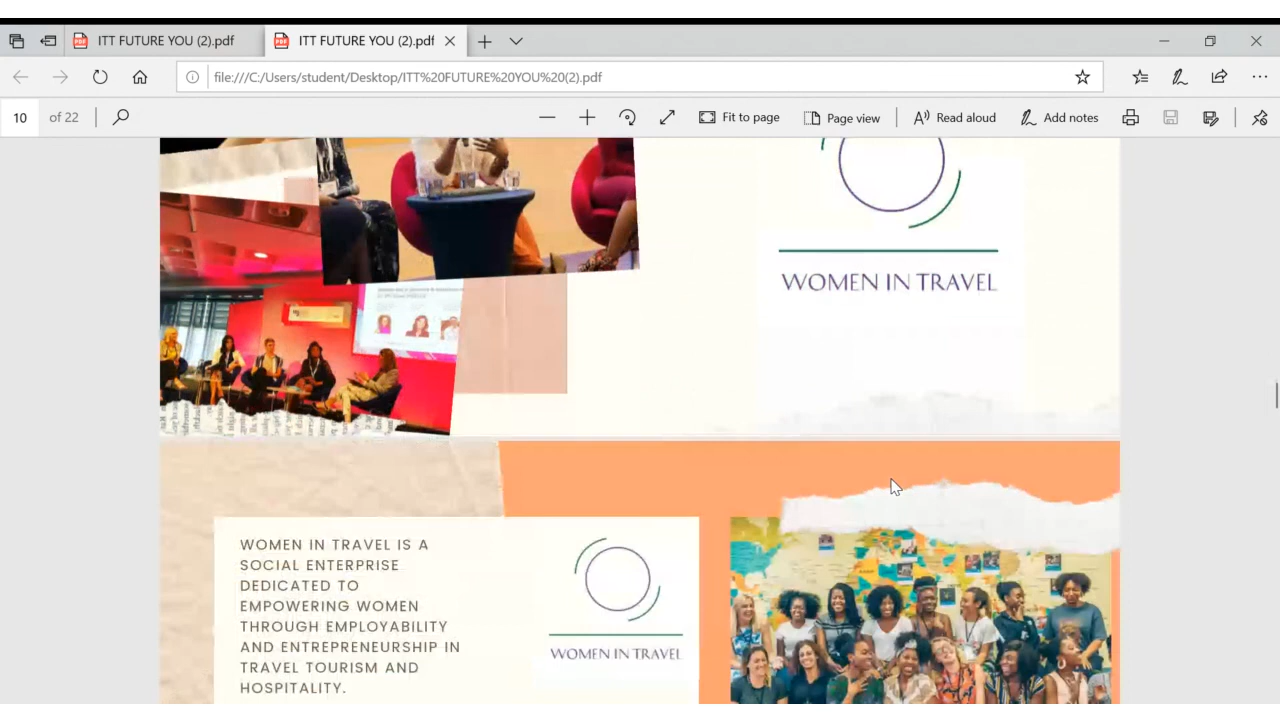 ITT FUTURE YOU (2).pdf
ITT FUTURE YOU (2).pdf
file:///C:/Users/student/Desktop/ITT%20FUTURE%20YOU%20(2).pdf
10 of 22
Fit to page
Page view
Read aloud
Add notes
WOMEN IN TRAVEL
WOMEN IN TRAVEL IS A
SOCIAL ENTERPRISE
DEDICATED TO
EMPOWERING WOMEN
THROUGH EMPLOYABILITY
AND ENTREPRENEURSHIP IN
TRAVEL TOURISM AND
HOSPITALITY.
WOMEN IN TRAVEL